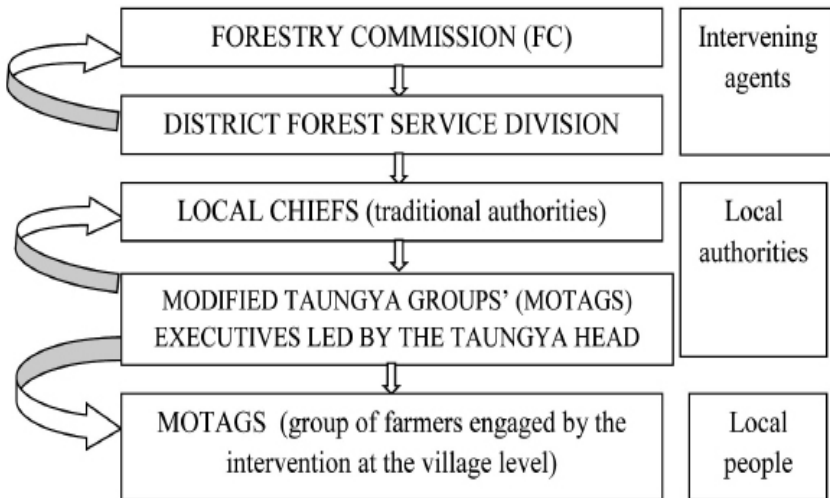 FORESTRY COMMISSION (FC)
Intervening
agents
DISTRICT FOREST SERVICE DIVISION
LOCAL CHIEFS (traditional authorities)
Local
authorities
MODIFIED TAUNGYA GROUPS' (MOTAGS)
EXECUTIVES LED BY THE TAUNGYA HEAD
MOTAGS (group of farmers engaged by the
intervention at the village level)
Local
people